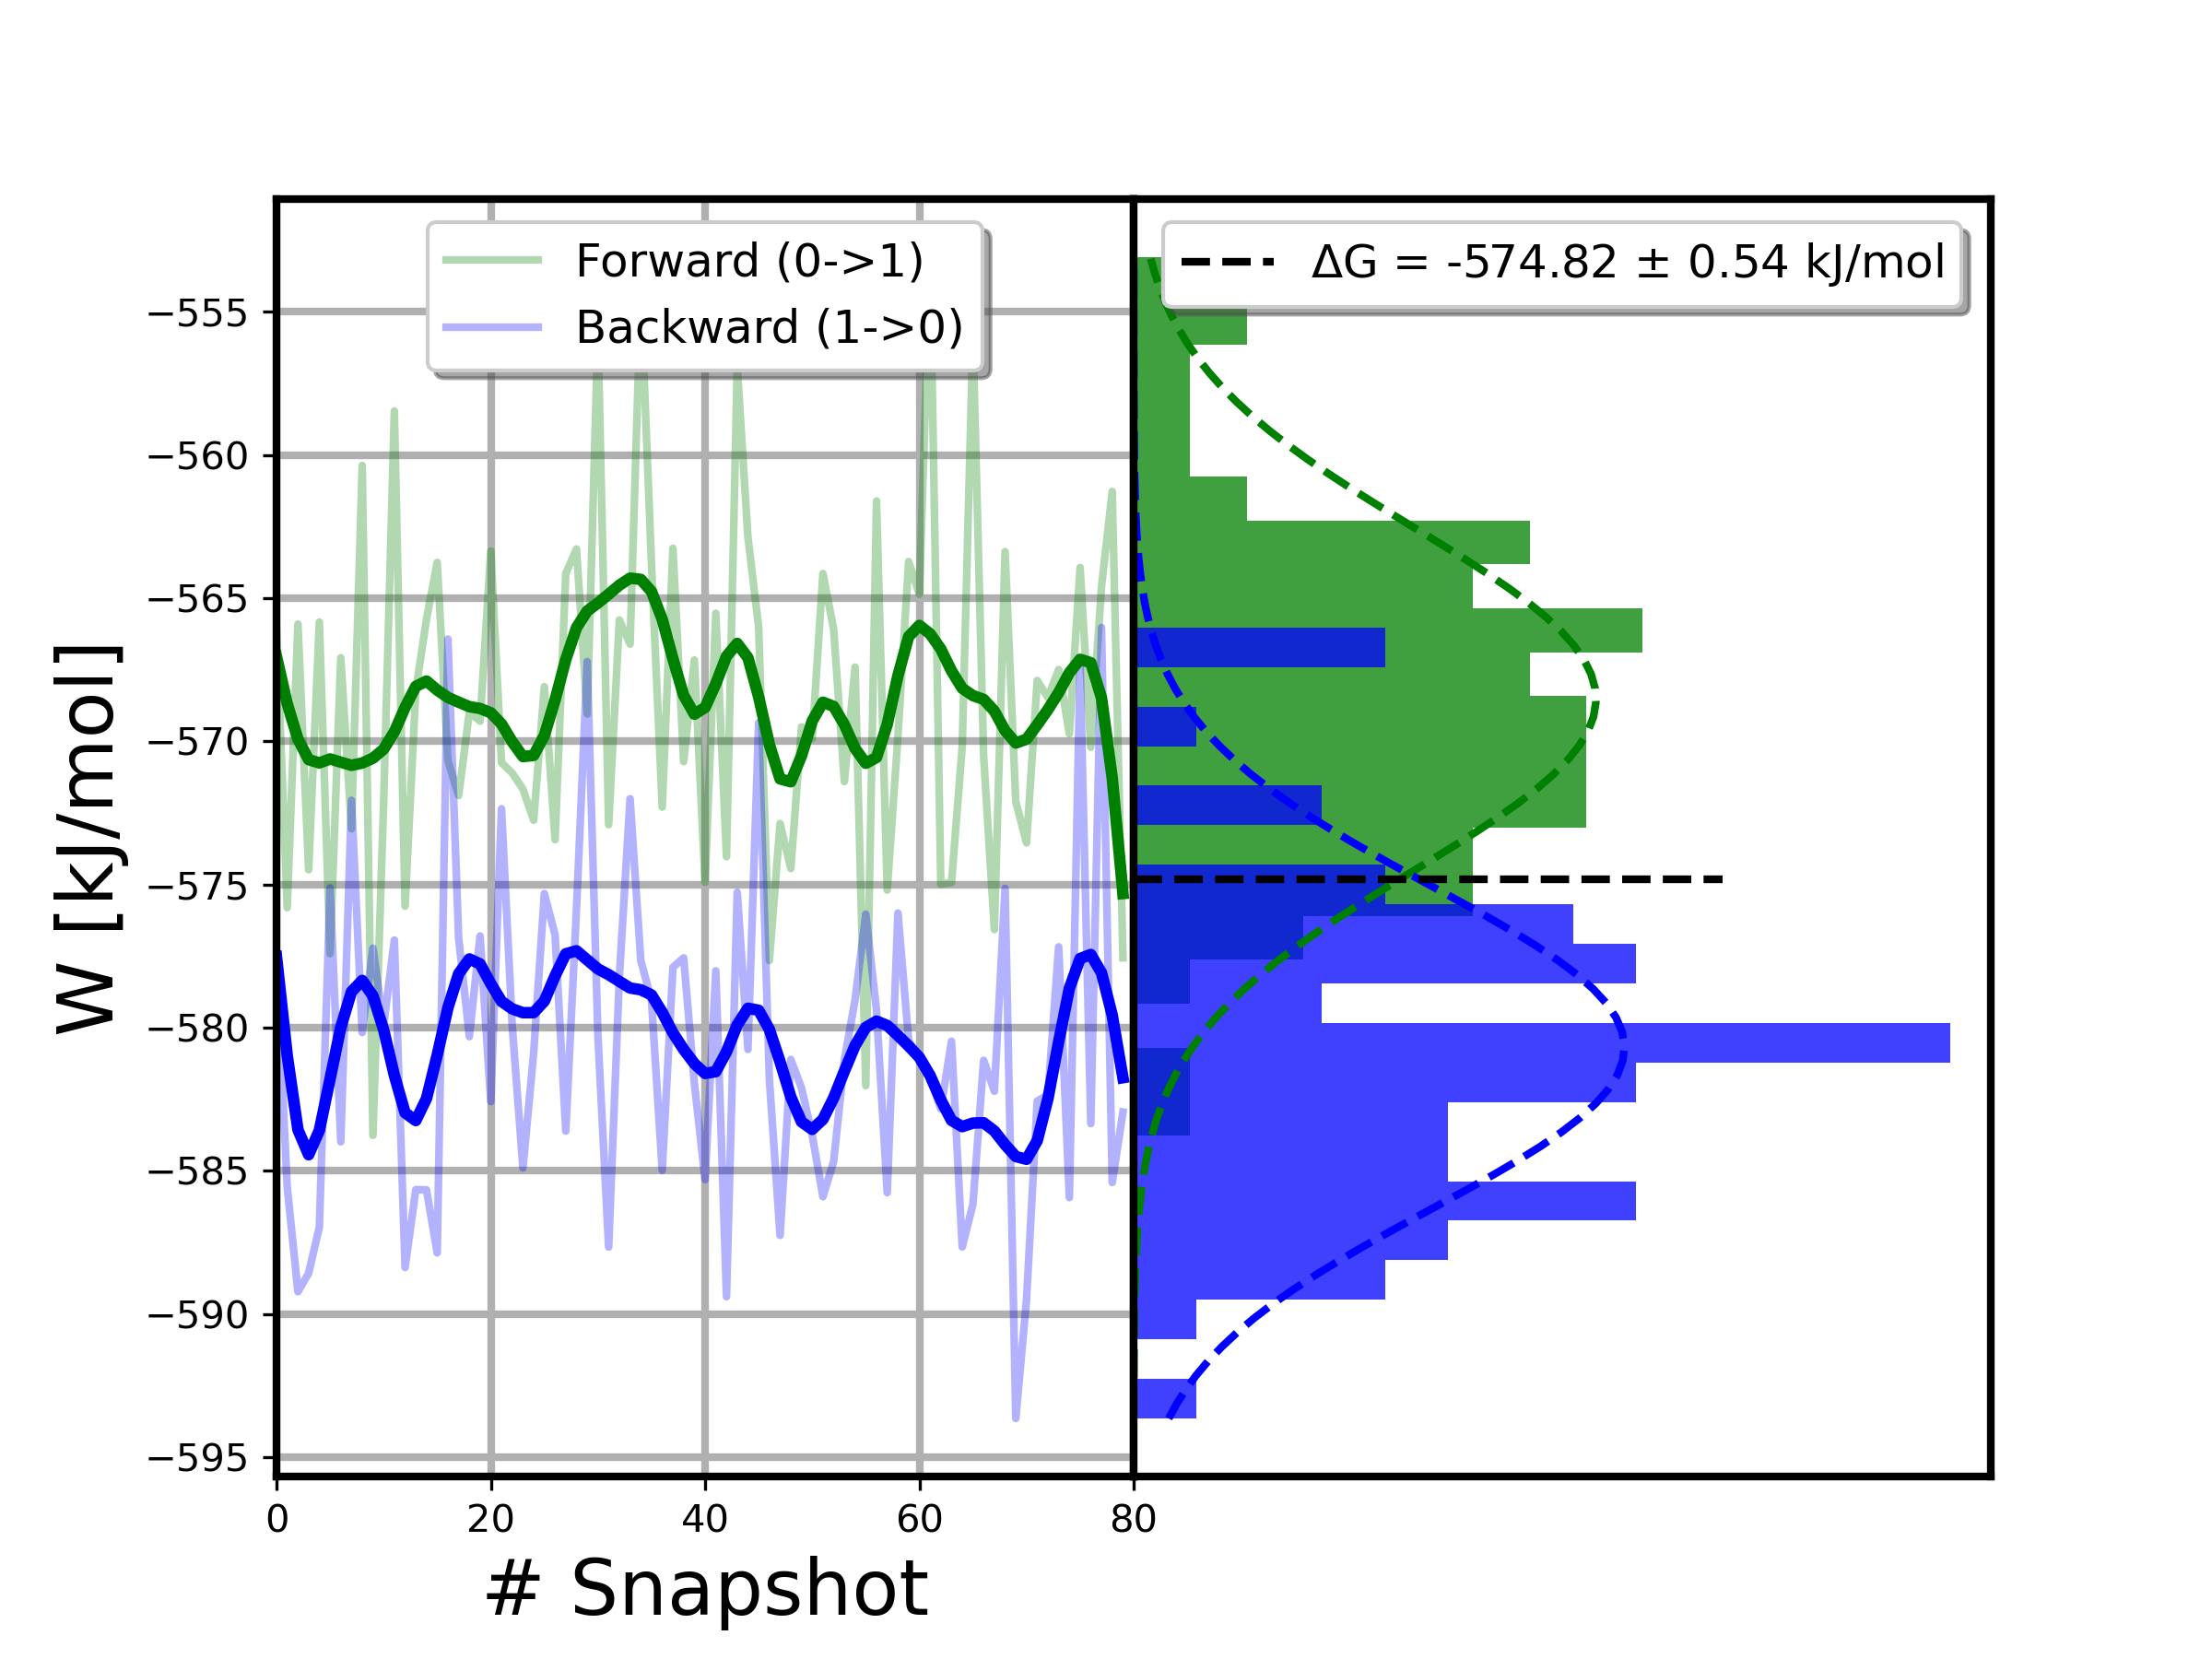 Forward (0->1)
Backward (1->0)
ΔG = -574.82 ± 0.54 kJ/mol
W [kJ/mol]
−555
−560
−565
−570
−575
−580
−585
−590
−595
0 20 40 60 80
# Snapshot